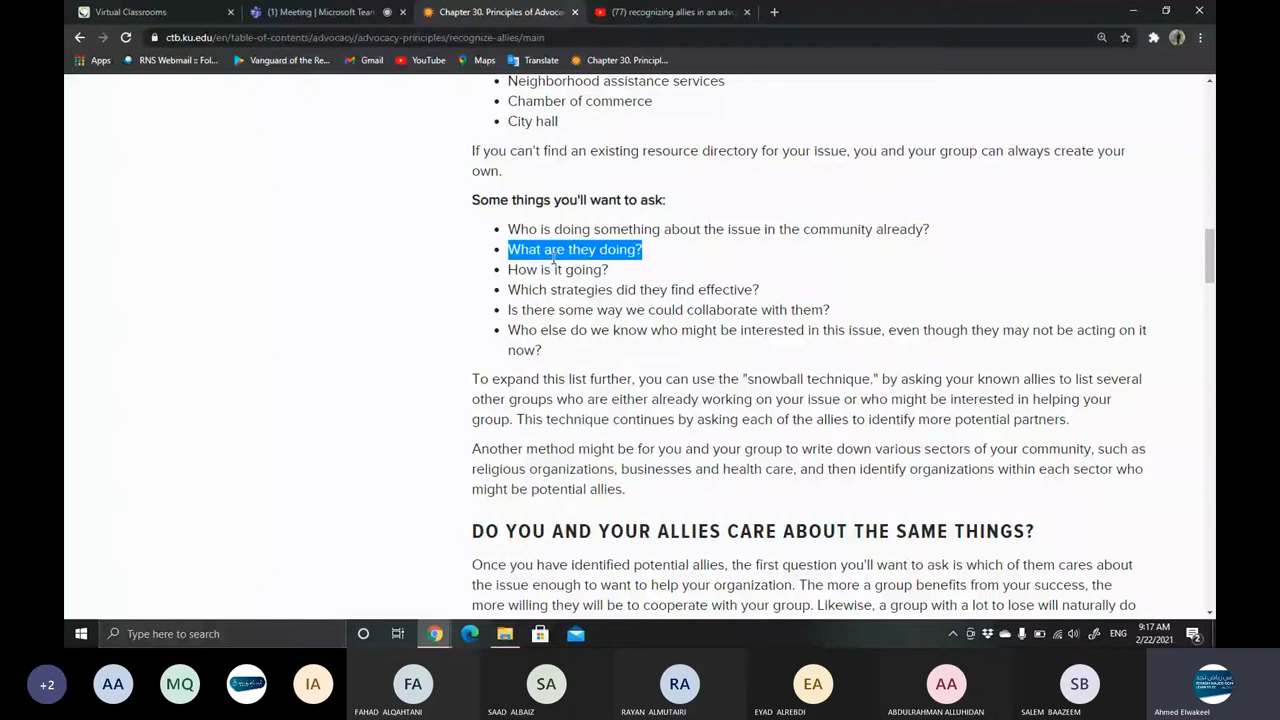 Virtual Classrooms
(1) Meeting | Microsoft Team
Chapter 30. Principles of Advoca
(77) recognizing allies in an adv
ctb.ku.edu/en/table-of-contents/advocacy/advocacy-principles/recognize-allies/main
Apps
RNS Webmail :: Fol...
Vanguard of the Re...
Gmail
YouTube
Maps
Translate
Chapter 30. Principl...
Neighborhood assistance services
Chamber of commerce
City hall
If you can't find an existing resource directory for your issue, you and your group can always create your
own.
Some things you'll want to ask:
Who is doing something about the issue in the community already?
What are they doing?
How is it going?
Which strategies did they find effective?
Is there some way we could collaborate with them?
Who else do we know who might be interested in this issue, even though they may not be acting on it
now?
To expand this list further, you can use the "snowball technique," by asking your known allies to list several
other groups who are either already working on your issue or who might be interested in helping your
group. This technique continues by asking each of the allies to identify more potential partners.
Another method might be for you and your group to write down various sectors of your community, such as
religious organizations, businesses and health care, and then identify organizations within each sector who
might be potential allies.
DO YOU AND YOUR ALLIES CARE ABOUT THE SAME THINGS?
Once you have identified potential allies, the first question you'll want to ask is which of them cares about
the issue enough to want to help your organization. The more a group benefits from your success, the
more willing they will be to cooperate with your group. Likewise, a group with a lot to lose will naturally do
Type here to search
ENG
9:17 AM
2/22/2021
2
+2
AA
MQ
IA
FA
SA
RA
EA
AA
SB
FAHAD ALQAHTANI
SAAD ALBAIZ
RAYAN ALMUTAIRI
EYAD ALREBDI
ABDULRAHMAN ALLUHIDAN
SALEM BAAZEEM
Ahmed Elwakeel